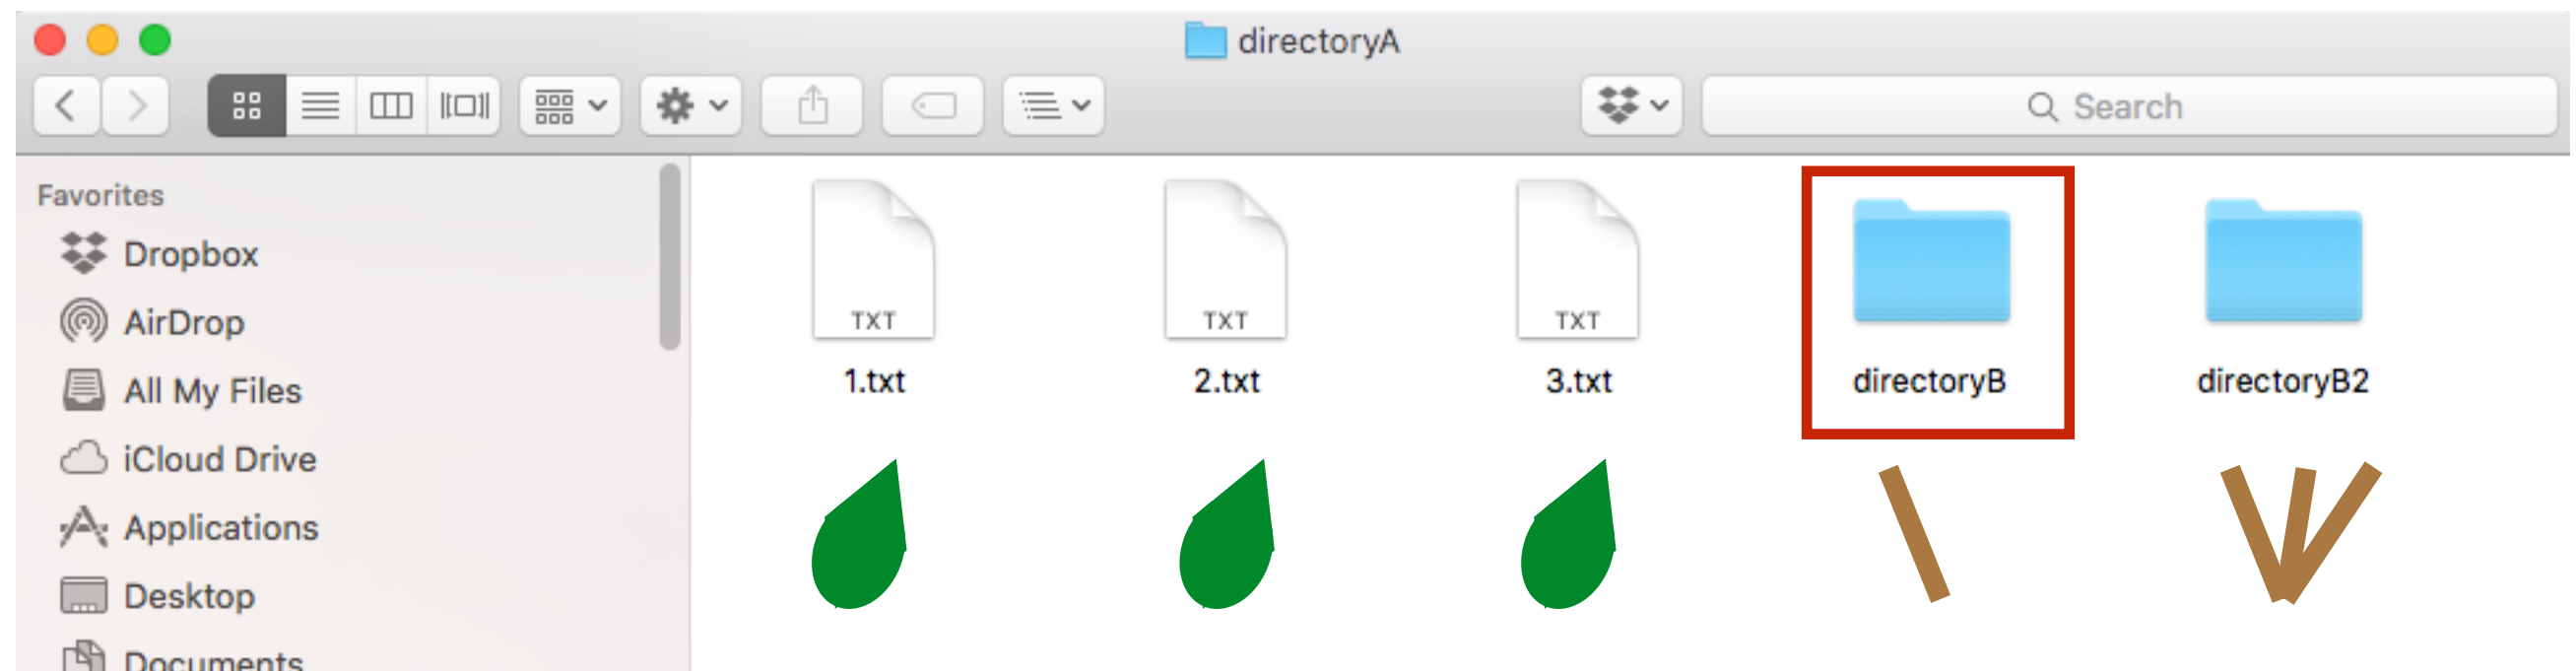 directoryA
Search
Favorites
Dropbox
AirDrop
All My Files
iCloud Drive
Applications
Desktop
Documents
TXT
TXT
TXT
1.txt
2.txt
3.txt
directoryB
directoryB2